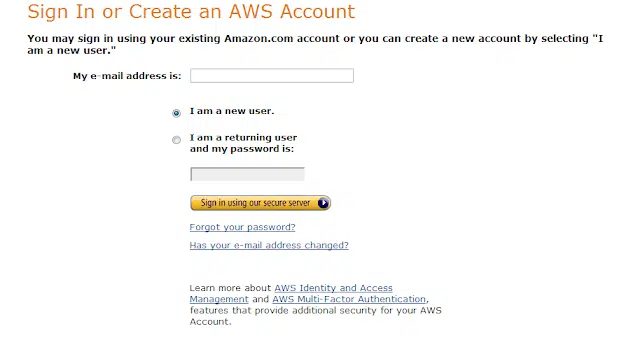 Sign In or Create an AWS Account
You may sign in using your existing Amazon.com account or you can create a new account by selecting "I
am a new user."
My e-mail address is:
I am a new user.
I am a returning user
and my password is:
Sign in using our secure server
Forgot your password?
Has your e-mail address changed?
Learn more about AWS Identity and Access
Management and AWS Multi-Factor Authentication,
features that provide additional security for your AWS
Account.